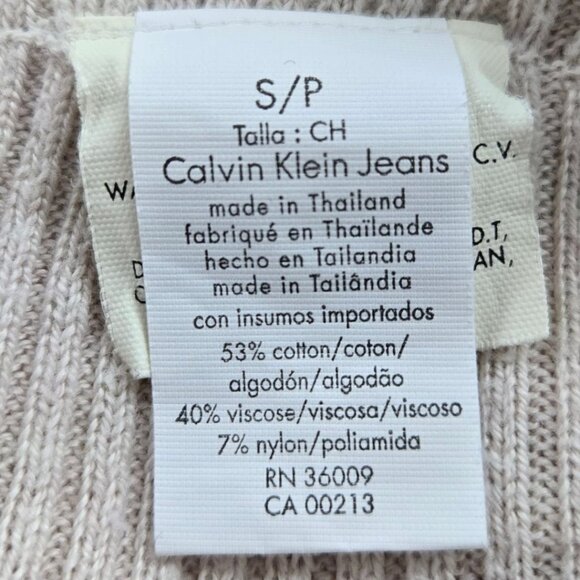 S/P
Talla : CH
Calvin Klein Jeans
made in Thailand
fabriqué en Thaïlande
hecho en Tailandia
made in Tailândia
con insumos importados
53% cotton/coton/
algodón/algodão
40% viscose/viscosa/viscoso
7% nylon/poliamida
RN 36009
CA 00213
C.V.
D.T,